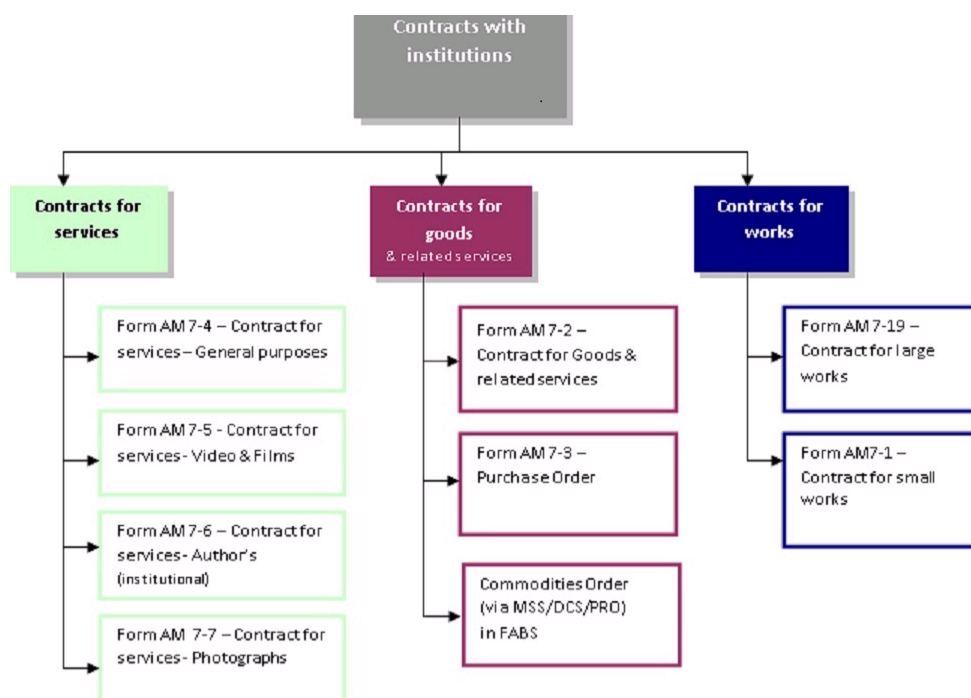 Contracts with
institutions
Contracts for
services
Contracts for
goods
& related services
Contracts for
works
Form AM 7-4 – Contract for
services – General purposes
Form AM 7-5 - Contract for
services- Video & Films
Form AM 7-6 – Contract for
services- Author's
(institutional)
Form AM 7-7 – Contract for
services- Photographs
Form AM 7-2 –
Contract for Goods &
related services
Form AM 7-3 –
Purchase Order
Commodities Order
(via MSS/DCS/PRO)
in FABS
Form AM 7-19 –
Contract for large
works
Form AM7-1 –
Contract for small
works